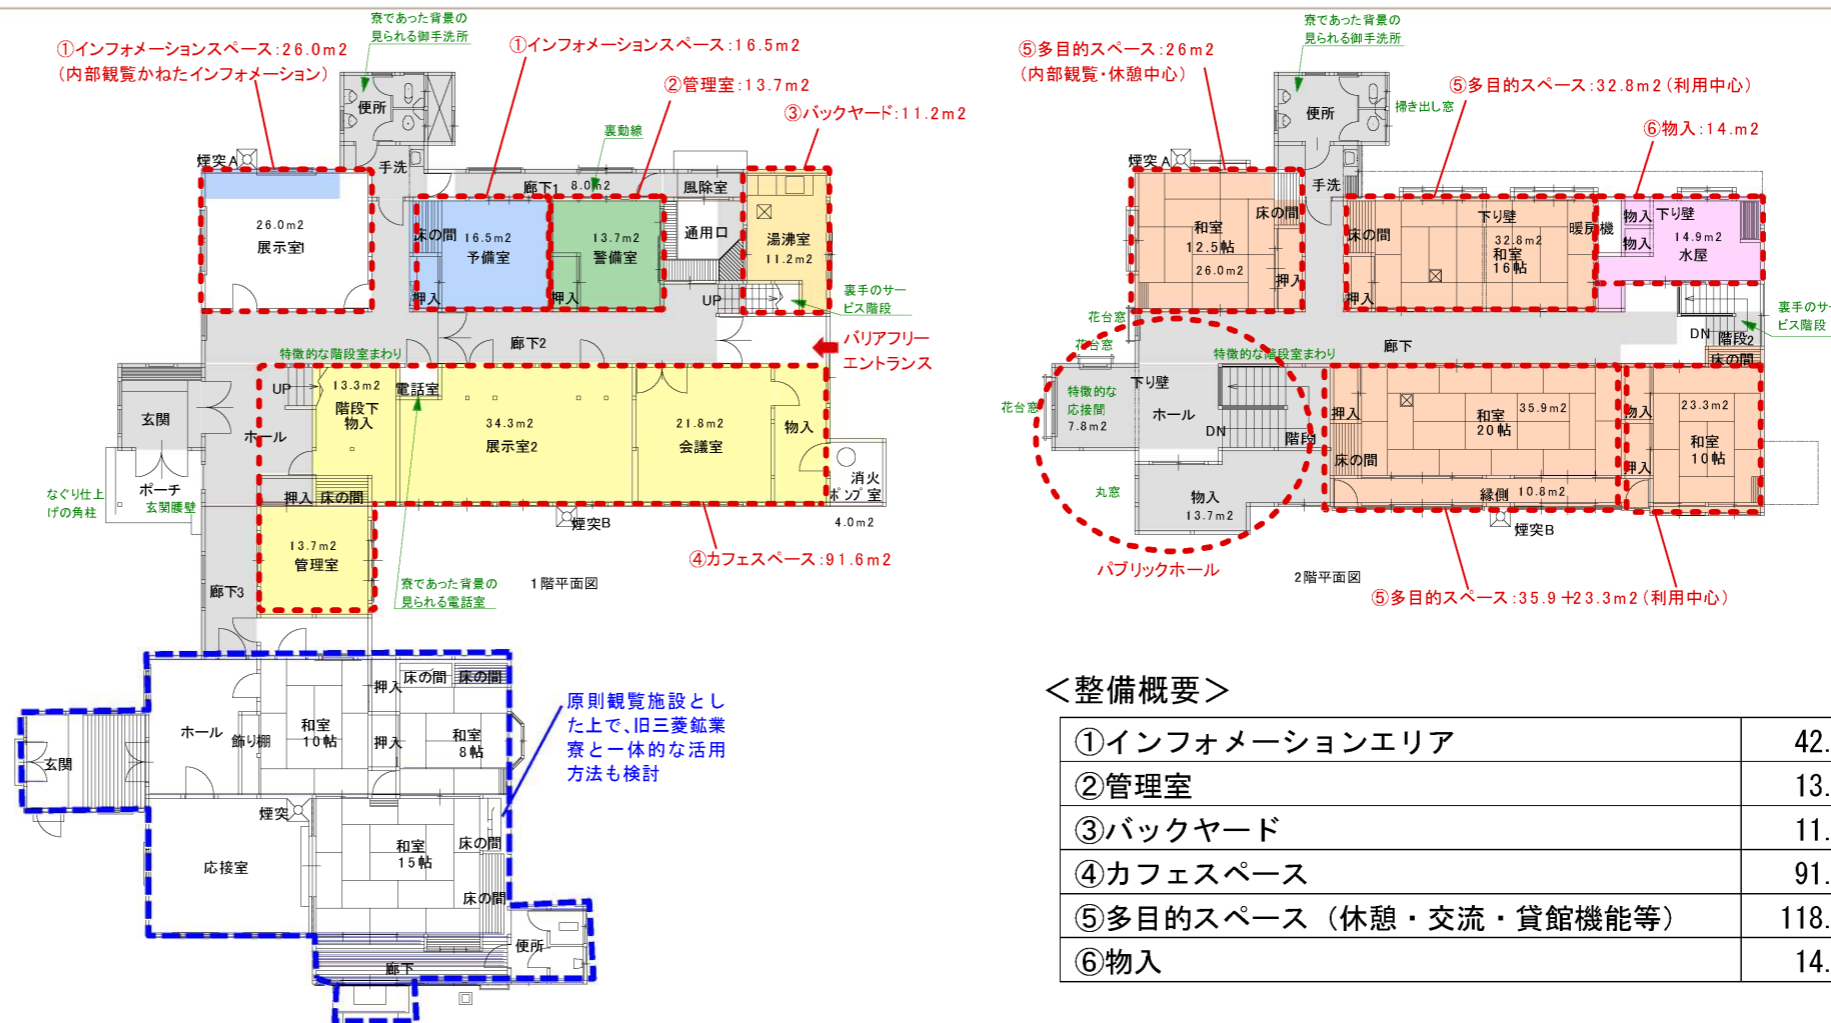 寮であった背景の
見られる御手洗所
①インフォメーションスペース:26.0m2
(内部観覧かねたインフォメーション)
①インフォメーションスペース:16.5m2
②管理室:13.7m2
③バックヤード:11.2m2
裏動線
便所
煙突A
手洗
廊下1 8.0m2
風除室
26.0m2
展示室1
床の間
16.5m2
予備室
押入
13.7m2
警備室
押入
通用口
湯沸室
11.2m2
UP
裏手のサー
ビス階段
廊下2
バリアフリー
エントランス
特徴的な階段室まわり
UP
13.3m2
階段下
物入
電話室
34.3m2
展示室2
21.8m2
会議室
物入
玄関
ホール
ポーチ
玄関腰壁
なぐり仕上
げの角柱
押入
床の間
消火
ポンプ室
4.0m2
煙突B
④カフェスペース:91.6m2
13.7m2
管理室
廊下3
寮であった背景の
見られる電話室
1階平面図
床の間
床の間
押入
ホール
飾り棚
和室
10帖
押入
和室
8帖
玄関
原則観覧施設とし
た上で、旧三菱鉱業
寮と一体的な活用
方法も検討
煙突
応接室
和室
15帖
床の間
床の間
便所
廊下
寮であった背景の
見られる御手洗所
⑤多目的スペース:26m2
(内部観覧・休憩中心)
⑤多目的スペース:32.8m2(利用中心)
⑥物入:14.m2
掃き出し窓
便所
煙突A
手洗
和室
12.5帖
26.0m2
床の間
押入
床の間
押入
下り壁
32.8m2
和室
16帖
暖房機
物入
物入
下り壁
14.9m2
水屋
裏手のサー
ビス階段
DN
階段2
床の間
花台窓
花台窓
花台窓
特徴的な階段室まわり
廊下
下り壁
特徴的な
応接間
7.8m2
ホール
DN
階段1
押入
床の間
35.9m2
和室
20帖
物入
押入
23.3m2
和室
10帖
縁側 10.8m2
丸窓
物入
13.7m2
煙突B
パブリックホール
2階平面図
⑤多目的スペース:35.9+23.3m2(利用中心)
<整備概要>
①インフォメーションエリア 42.
②管理室 13.
③バックヤード 11.
④カフェスペース 91.
⑤多目的スペース(休憩・交流・貸館機能等) 118.
⑥物入 14.